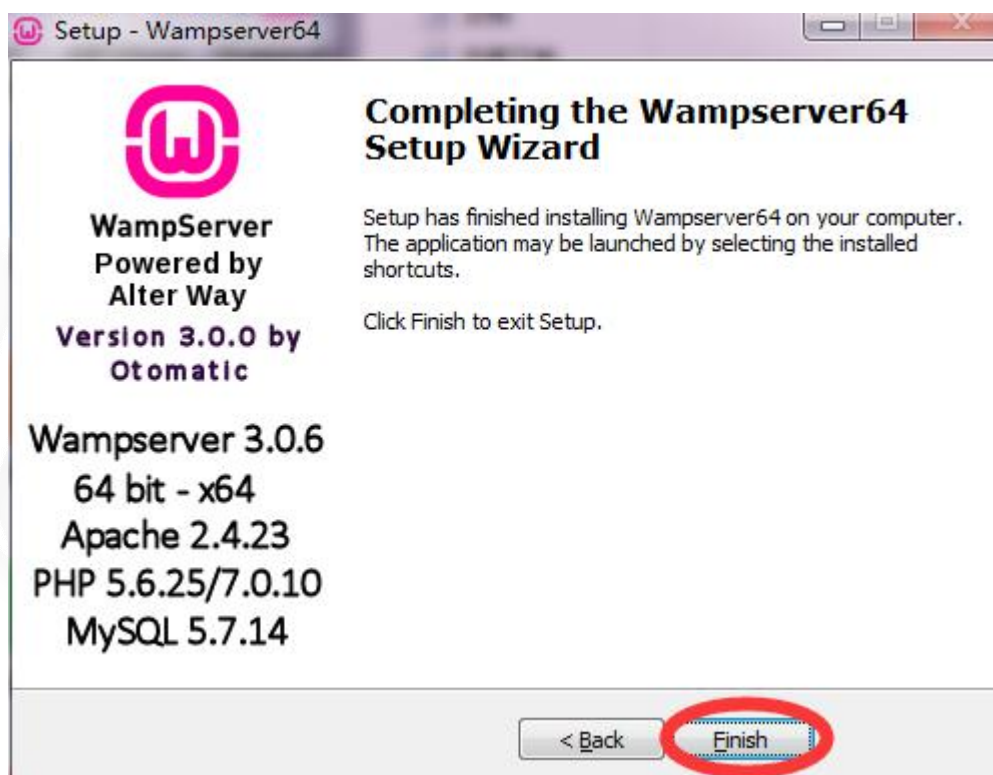 Setup - Wampserver64
WampServer
Powered by
Alter Way
Version 3.0.0 by
Otomatic
Wampserver 3.0.6
64 bit - x64
Apache 2.4.23
PHP 5.6.25/7.0.10
MySQL 5.7.14
Completing the Wampserver64
Setup Wizard
Setup has finished installing Wampserver64 on your computer.
The application may be launched by selecting the installed
shortcuts.
Click Finish to exit Setup.
< Back
Finish